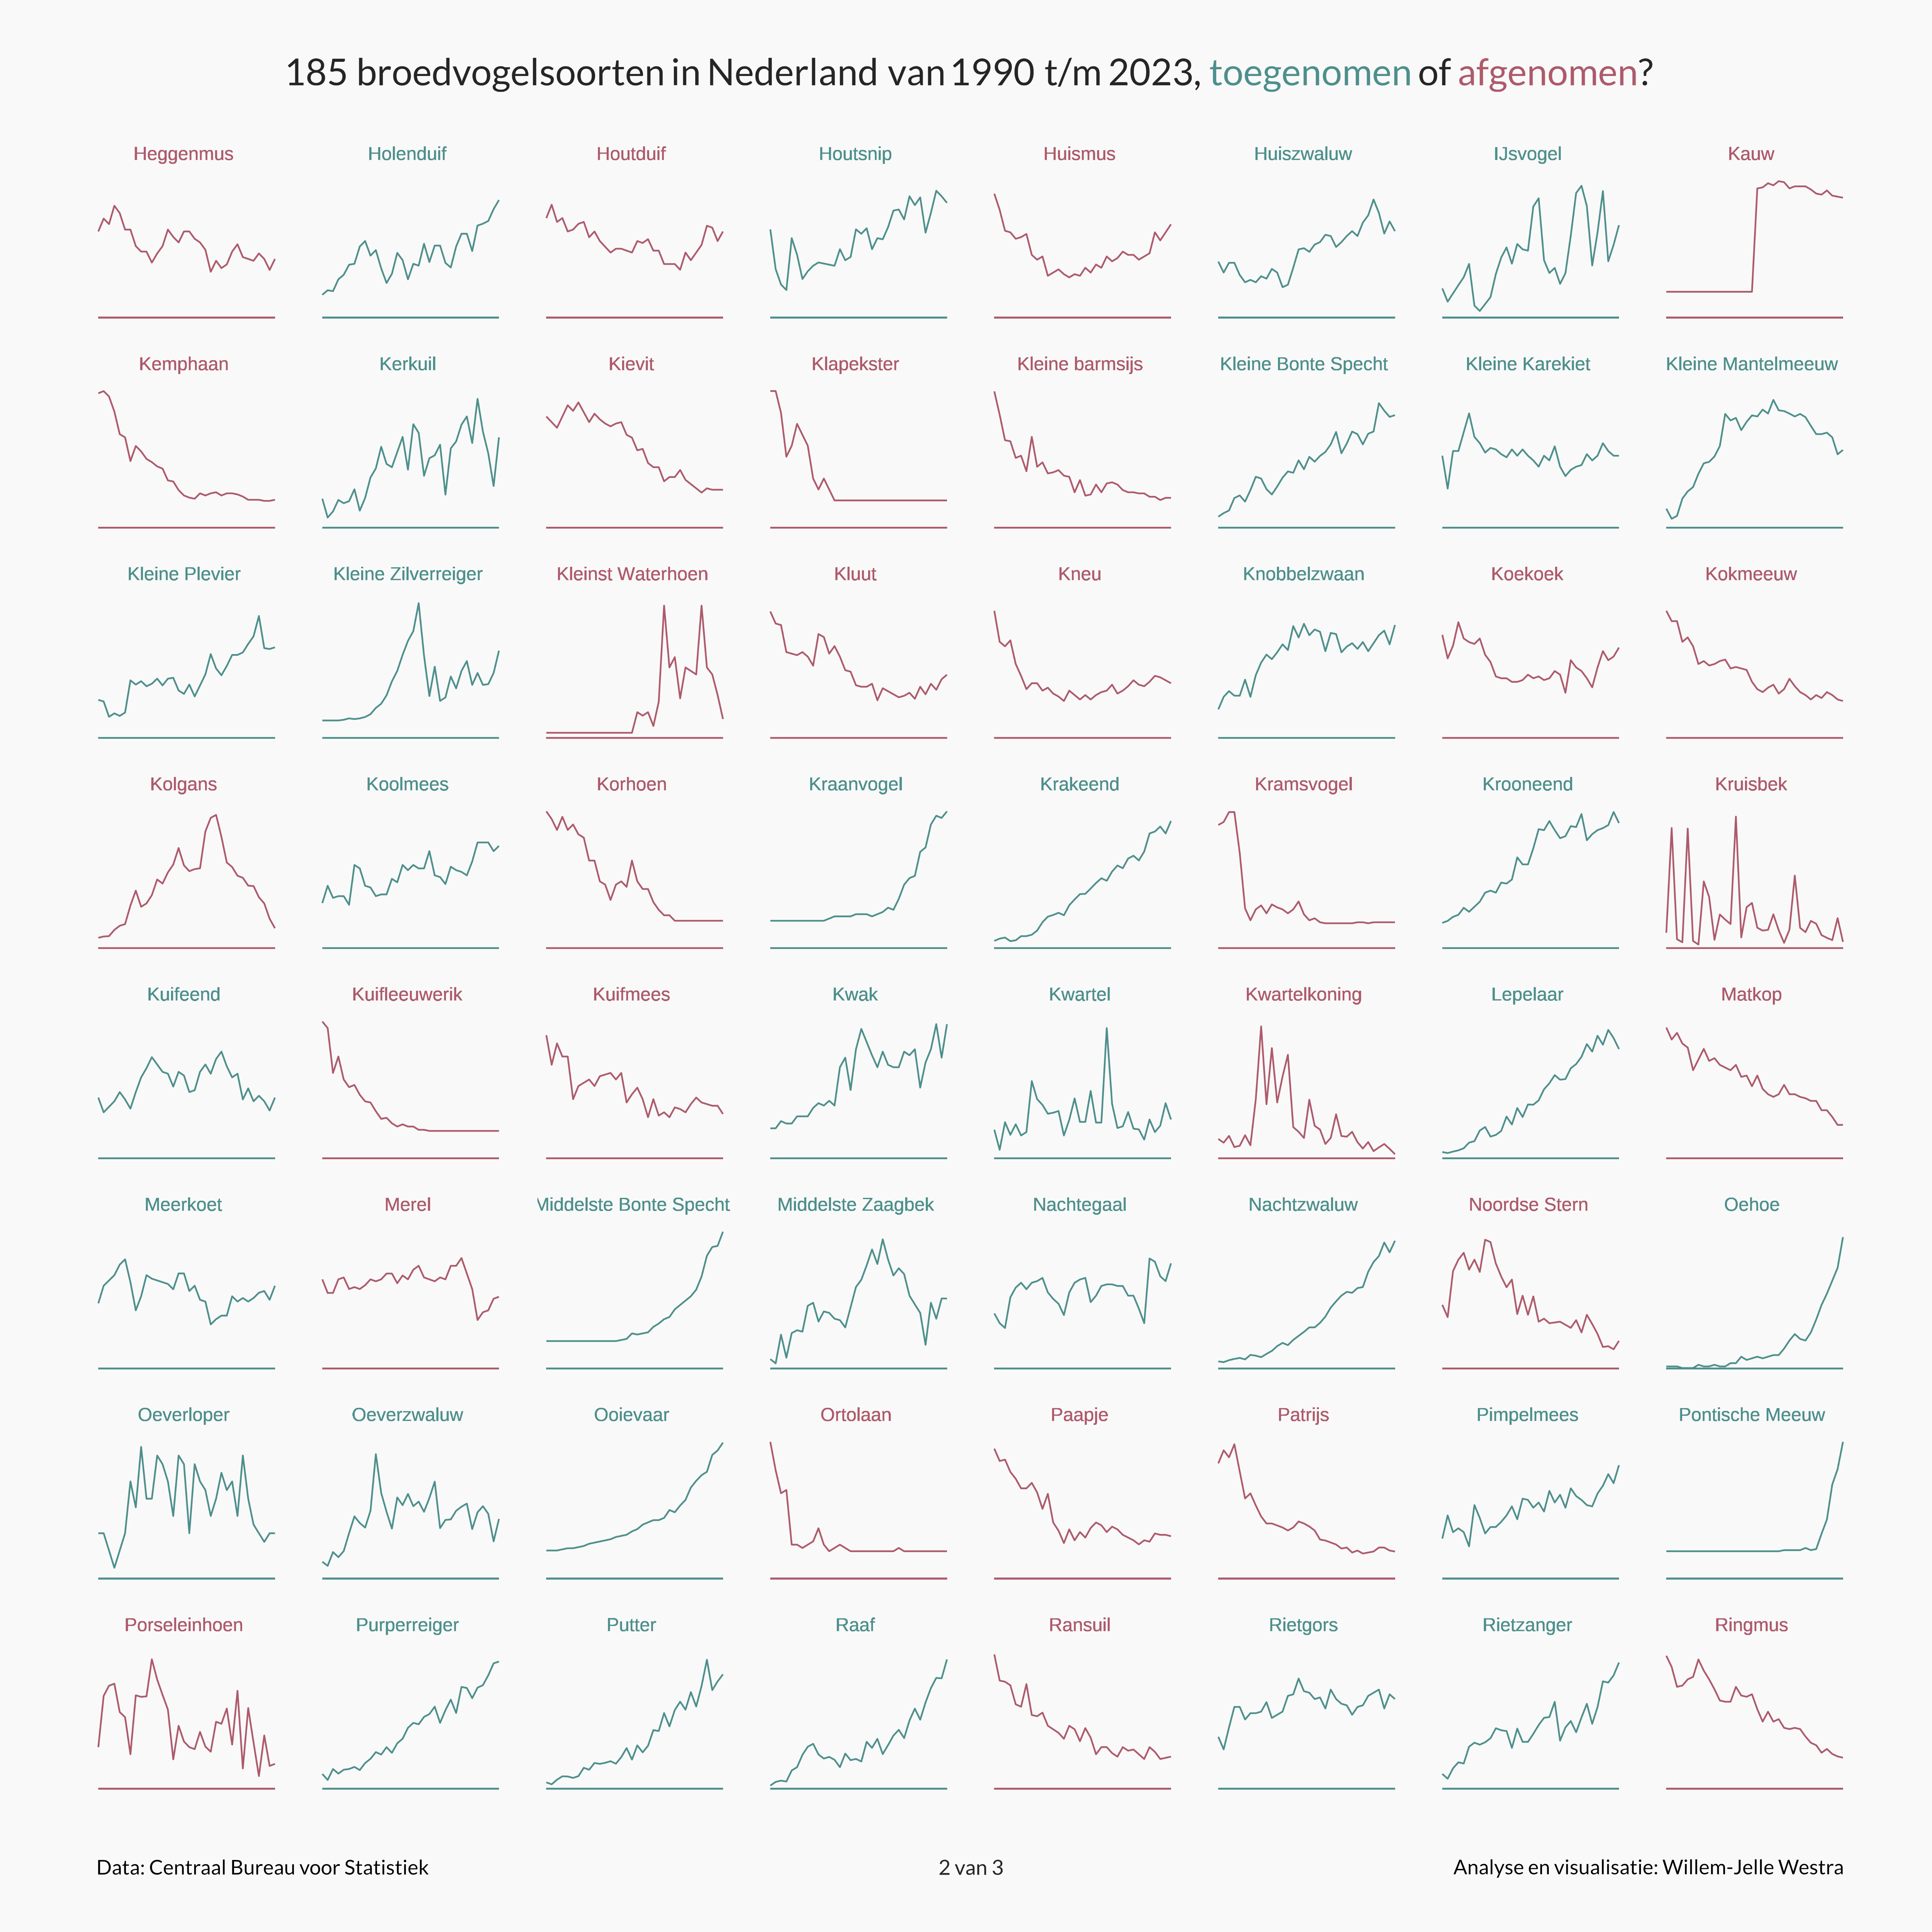 185 broedvogelsoorten in Nederland van 1990 t/m 2023, toegenomen of afgenomen?
Heggenmus Holenduif Houtduif Houtsnip Huismus Huiszwaluw IJsvogel Kauw
Kemphaan Kerkuil Kievit Klapekster Kleine barmsijs Kleine Bonte Specht Kleine Karekiet Kleine Mantelmeeuw
Kleine Plevier Kleine Zilverreiger Kleinst Waterhoen Kluut Kneu Knobbelzwaan Koekoek Kokmeeuw
Kolgans Koolmees Korhoen Kraanvogel Krakeend Kramsvogel Krooneend Kruisbek
Kuifeend Kuifleeuwerik Kuifmees Kwak Kwartel Kwartelkoning Lepelaar Matkop
Meerkoet Merel Middelste Bonte Specht Middelste Zaagbek Nachtegaal Nachtzwaluw Noordse Stern Oehoe
Oeverloper Oeverzwaluw Ooievaar Ortolaan Paapje Patrijs Pimpelmees Pontische Meeuw
Porseleinhoen Purperreiger Putter Raaf Ransuil Rietgors Rietzanger Ringmus
Data: Centraal Bureau voor Statistiek 2 van 3 Analyse en visualisatie: Willem-Jelle Westra